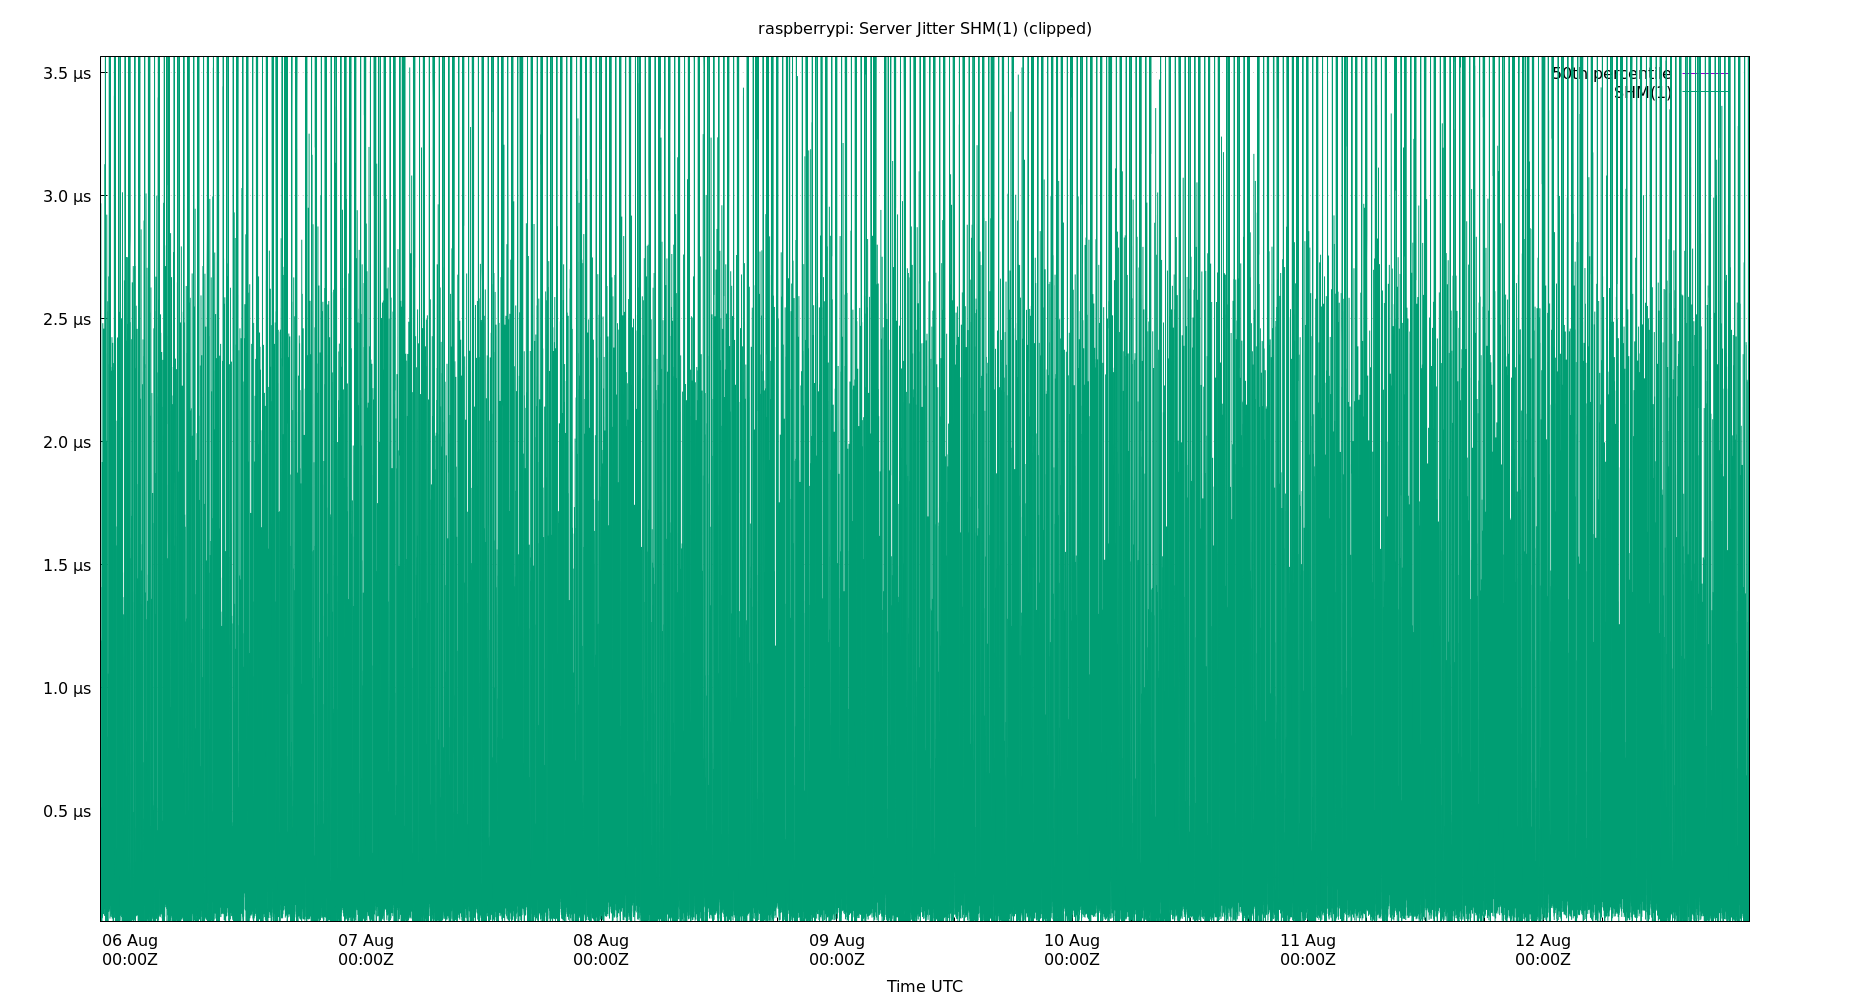 raspberrypi: Server Jitter SHM(1) (clipped)
3.5 µs
3.0 µs
2.5 µs
2.0 µs
1.5 µs
1.0 µs
0.5 µs
50th percentile
SHM(1)
06 Aug 07 Aug 08 Aug 09 Aug 10 Aug 11 Aug 12 Aug
00:00Z 00:00Z 00:00Z 00:00Z 00:00Z 00:00Z 00:00Z
Time UTC